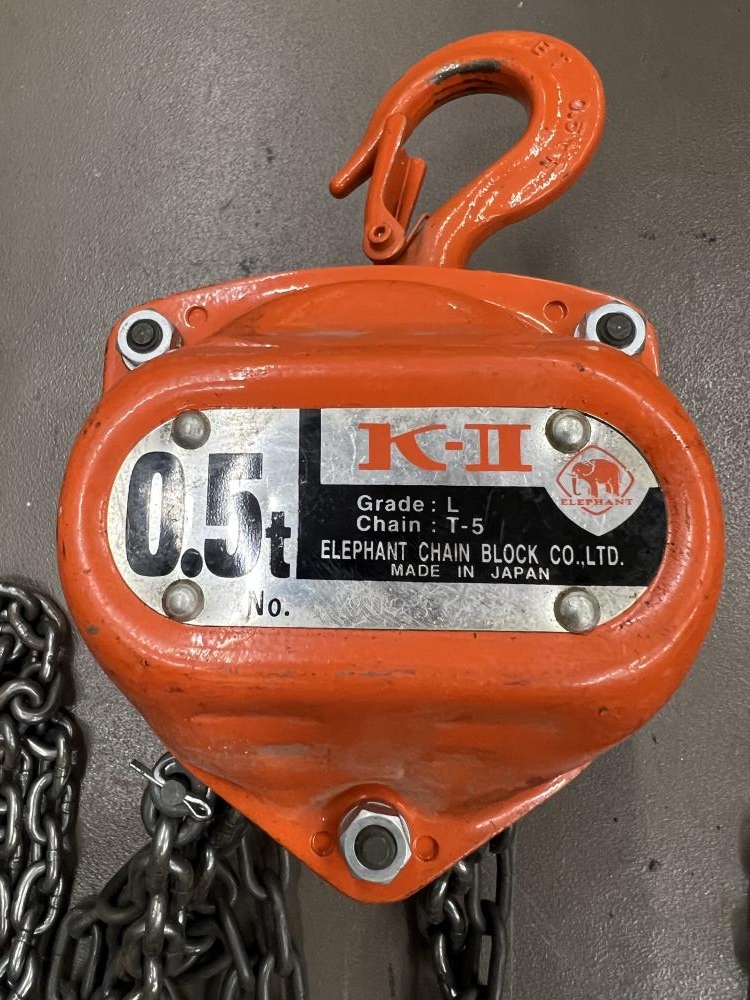 0.5t
K-II
ELEPHANT
Grade : L
Chain : T-5
ELEPHANT CHAIN BLOCK CO.,LTD.
MADE IN JAPAN
No.